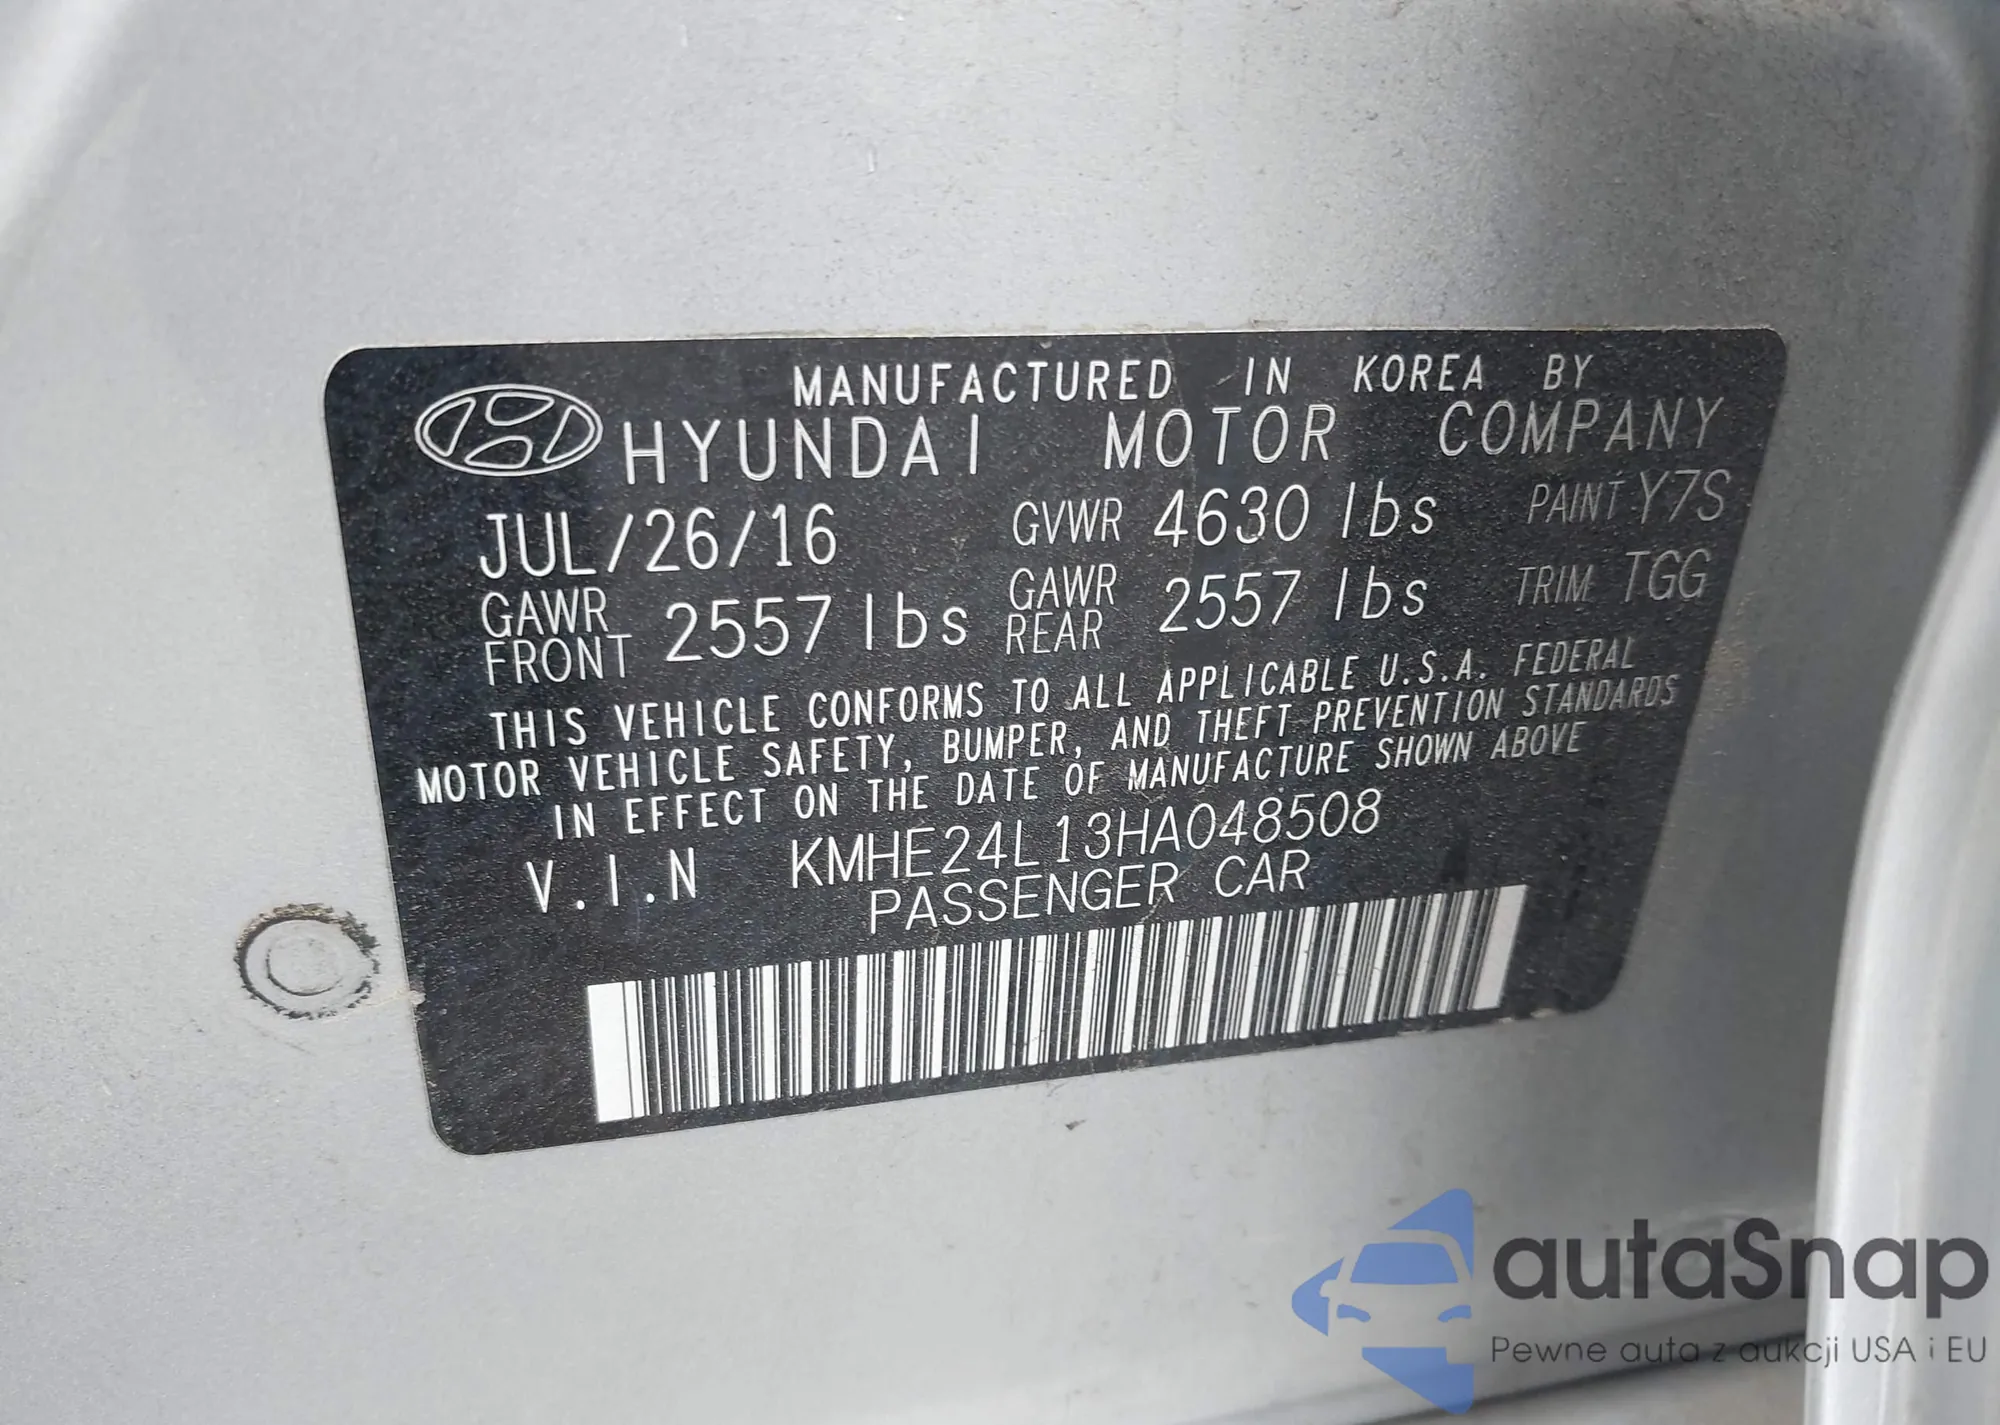 MANUFACTURED IN KOREA BY
HYUNDAI MOTOR COMPANY
JUL/26/16 GVWR 4630 lbs PAINT Y7S
GAWR FRONT 2557 lbs GAWR REAR 2557 lbs TRIM TGG
THIS VEHICLE CONFORMS TO ALL APPLICABLE U.S.A. FEDERAL
MOTOR VEHICLE SAFETY, BUMPER, AND THEFT PREVENTION STANDARDS
IN EFFECT ON THE DATE OF MANUFACTURE SHOWN ABOVE
V.I.N KMHE24L13HA048508
PASSENGER CAR
autaSnap
Pewne auta z aukcji USA i EU